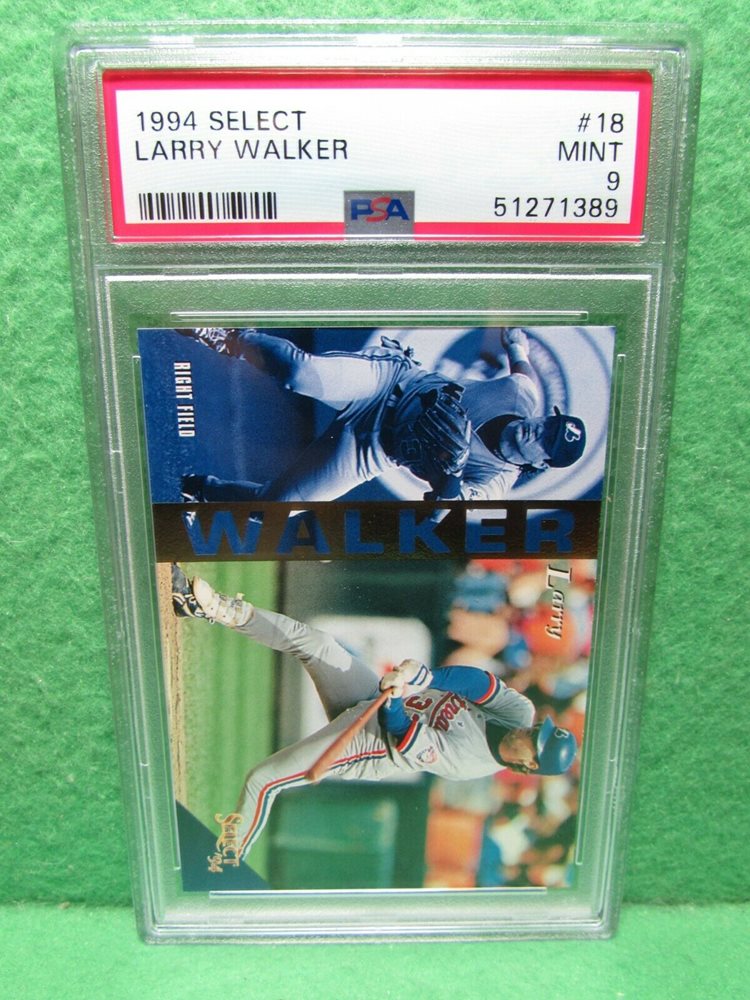 1994 SELECT #18
LARRY WALKER MINT
9
PSA 51271389
RIGHT FIELD
WALKER
Larry
SELECT
'94